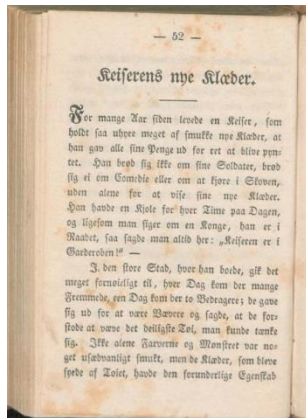 — 52 —
Keiserens nye Klæder.
For mange Aar siden levede en Keiser, som
holdt saa uhyre meget af smukke nye Klæder, at
han gav alle sine Penge ud for ret at blive pyn-
tet. Han brød sig ikke om sine Soldater, brød
sig ei om Comedie eller om at kjøre i Skoven,
uden alene for at vise sine nye Klæder.
Han havde en Kjole for hver Time paa Dagen,
og ligesom man siger om en Konge, han er i
Raadet, saa sagde man altid her: „Keiseren er i
Garderoben!“ —
I den store Stad, hvor han boede, gik det
meget fornøieligt til, hver Dag kom der mange
Fremmede, een Dag kom der to Bedragere; de gave
sig ud for at være Vævere og sagde, at de for-
stode at væve det deiligste Tøi, man kunde tænke
sig. Ikke alene Farverne og Mønstret var no-
get usædvanligt smukt, men de Klæder, som bleve
syede af Tøiet, havde den forunderlige Egenskab